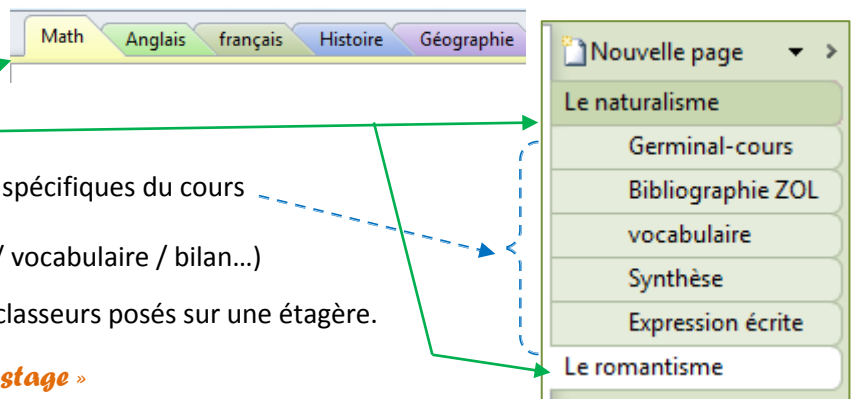 Math Anglais français Histoire Géographie
Nouvelle page
Le naturalisme
Germinal-cours
Bibliographie ZOL
vocabulaire
Synthèse
Expression écrite
Le romantisme
spécifiques du cours
/ vocabulaire / bilan…)
classeurs posés sur une étagère.
stage »